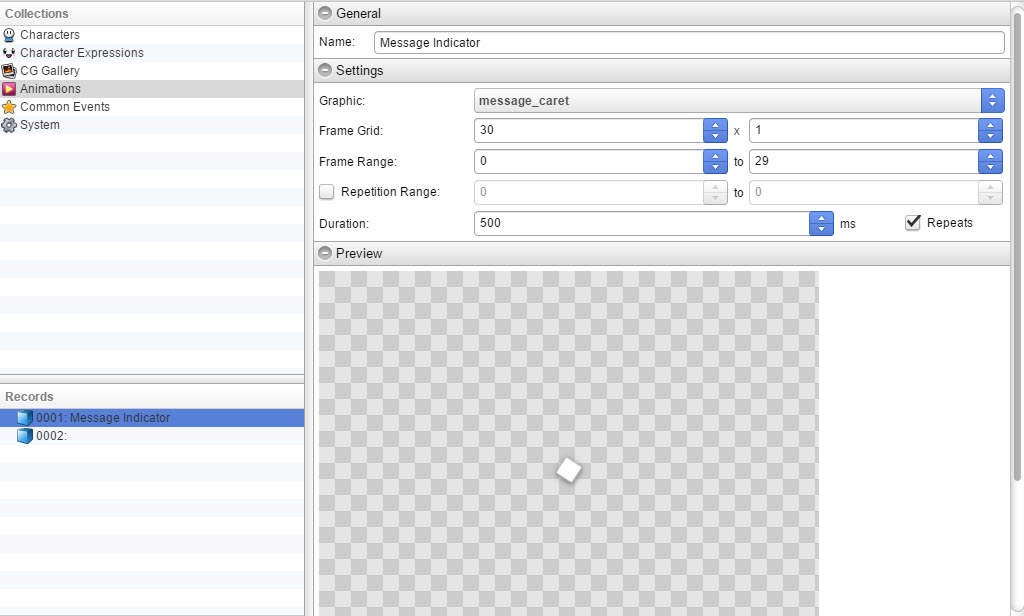 Collections
Characters
Character Expressions
CG Gallery
Animations
Common Events
System
Records
0001: Message Indicator
0002:
General
Name: Message Indicator
Settings
Graphic: message_caret
Frame Grid: 30 x 1
Frame Range: 0 to 29
Repetition Range: 0 to 0
Duration: 500 ms Repeats
Preview